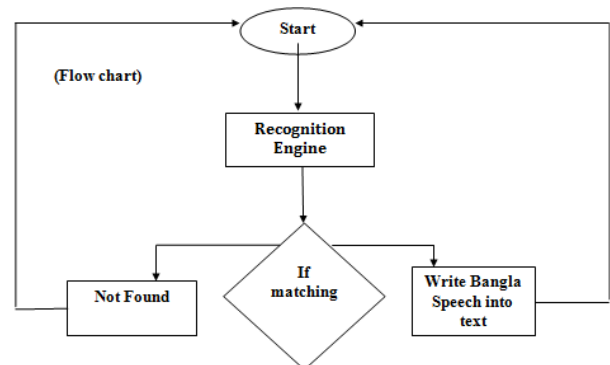 Start
(Flow chart)
Recognition
Engine
If
matching
Not Found
Write Bangla
Speech into
text